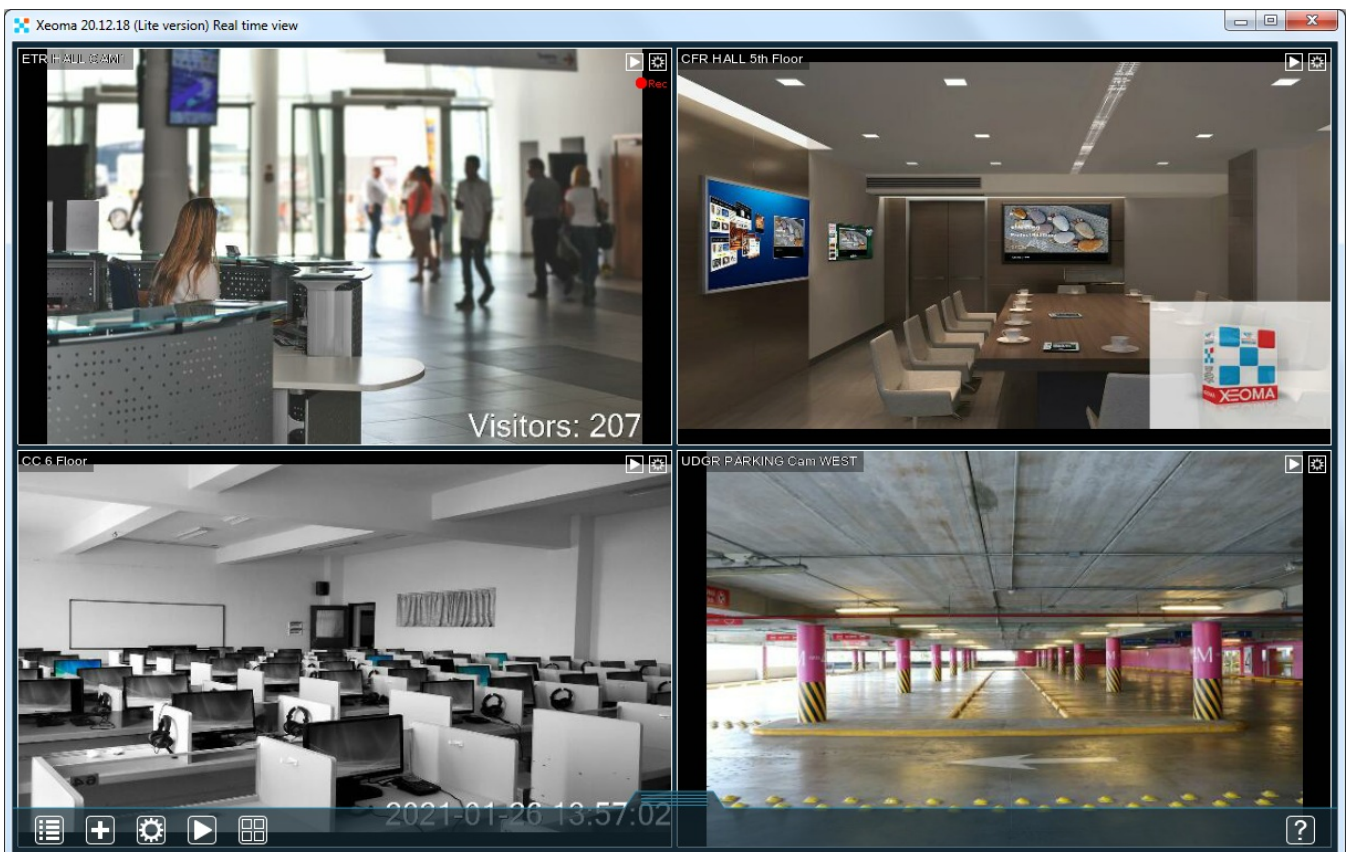 Xeoma 20.12.18 (Lite version) Real time view
ETR HALL CAM1
Rec
Visitors: 207
CFR HALL 5th Floor
XEOMA
CC 6 Floor
2021-01-26 13:57:02
UDGR PARKING Cam WEST
M
M
?